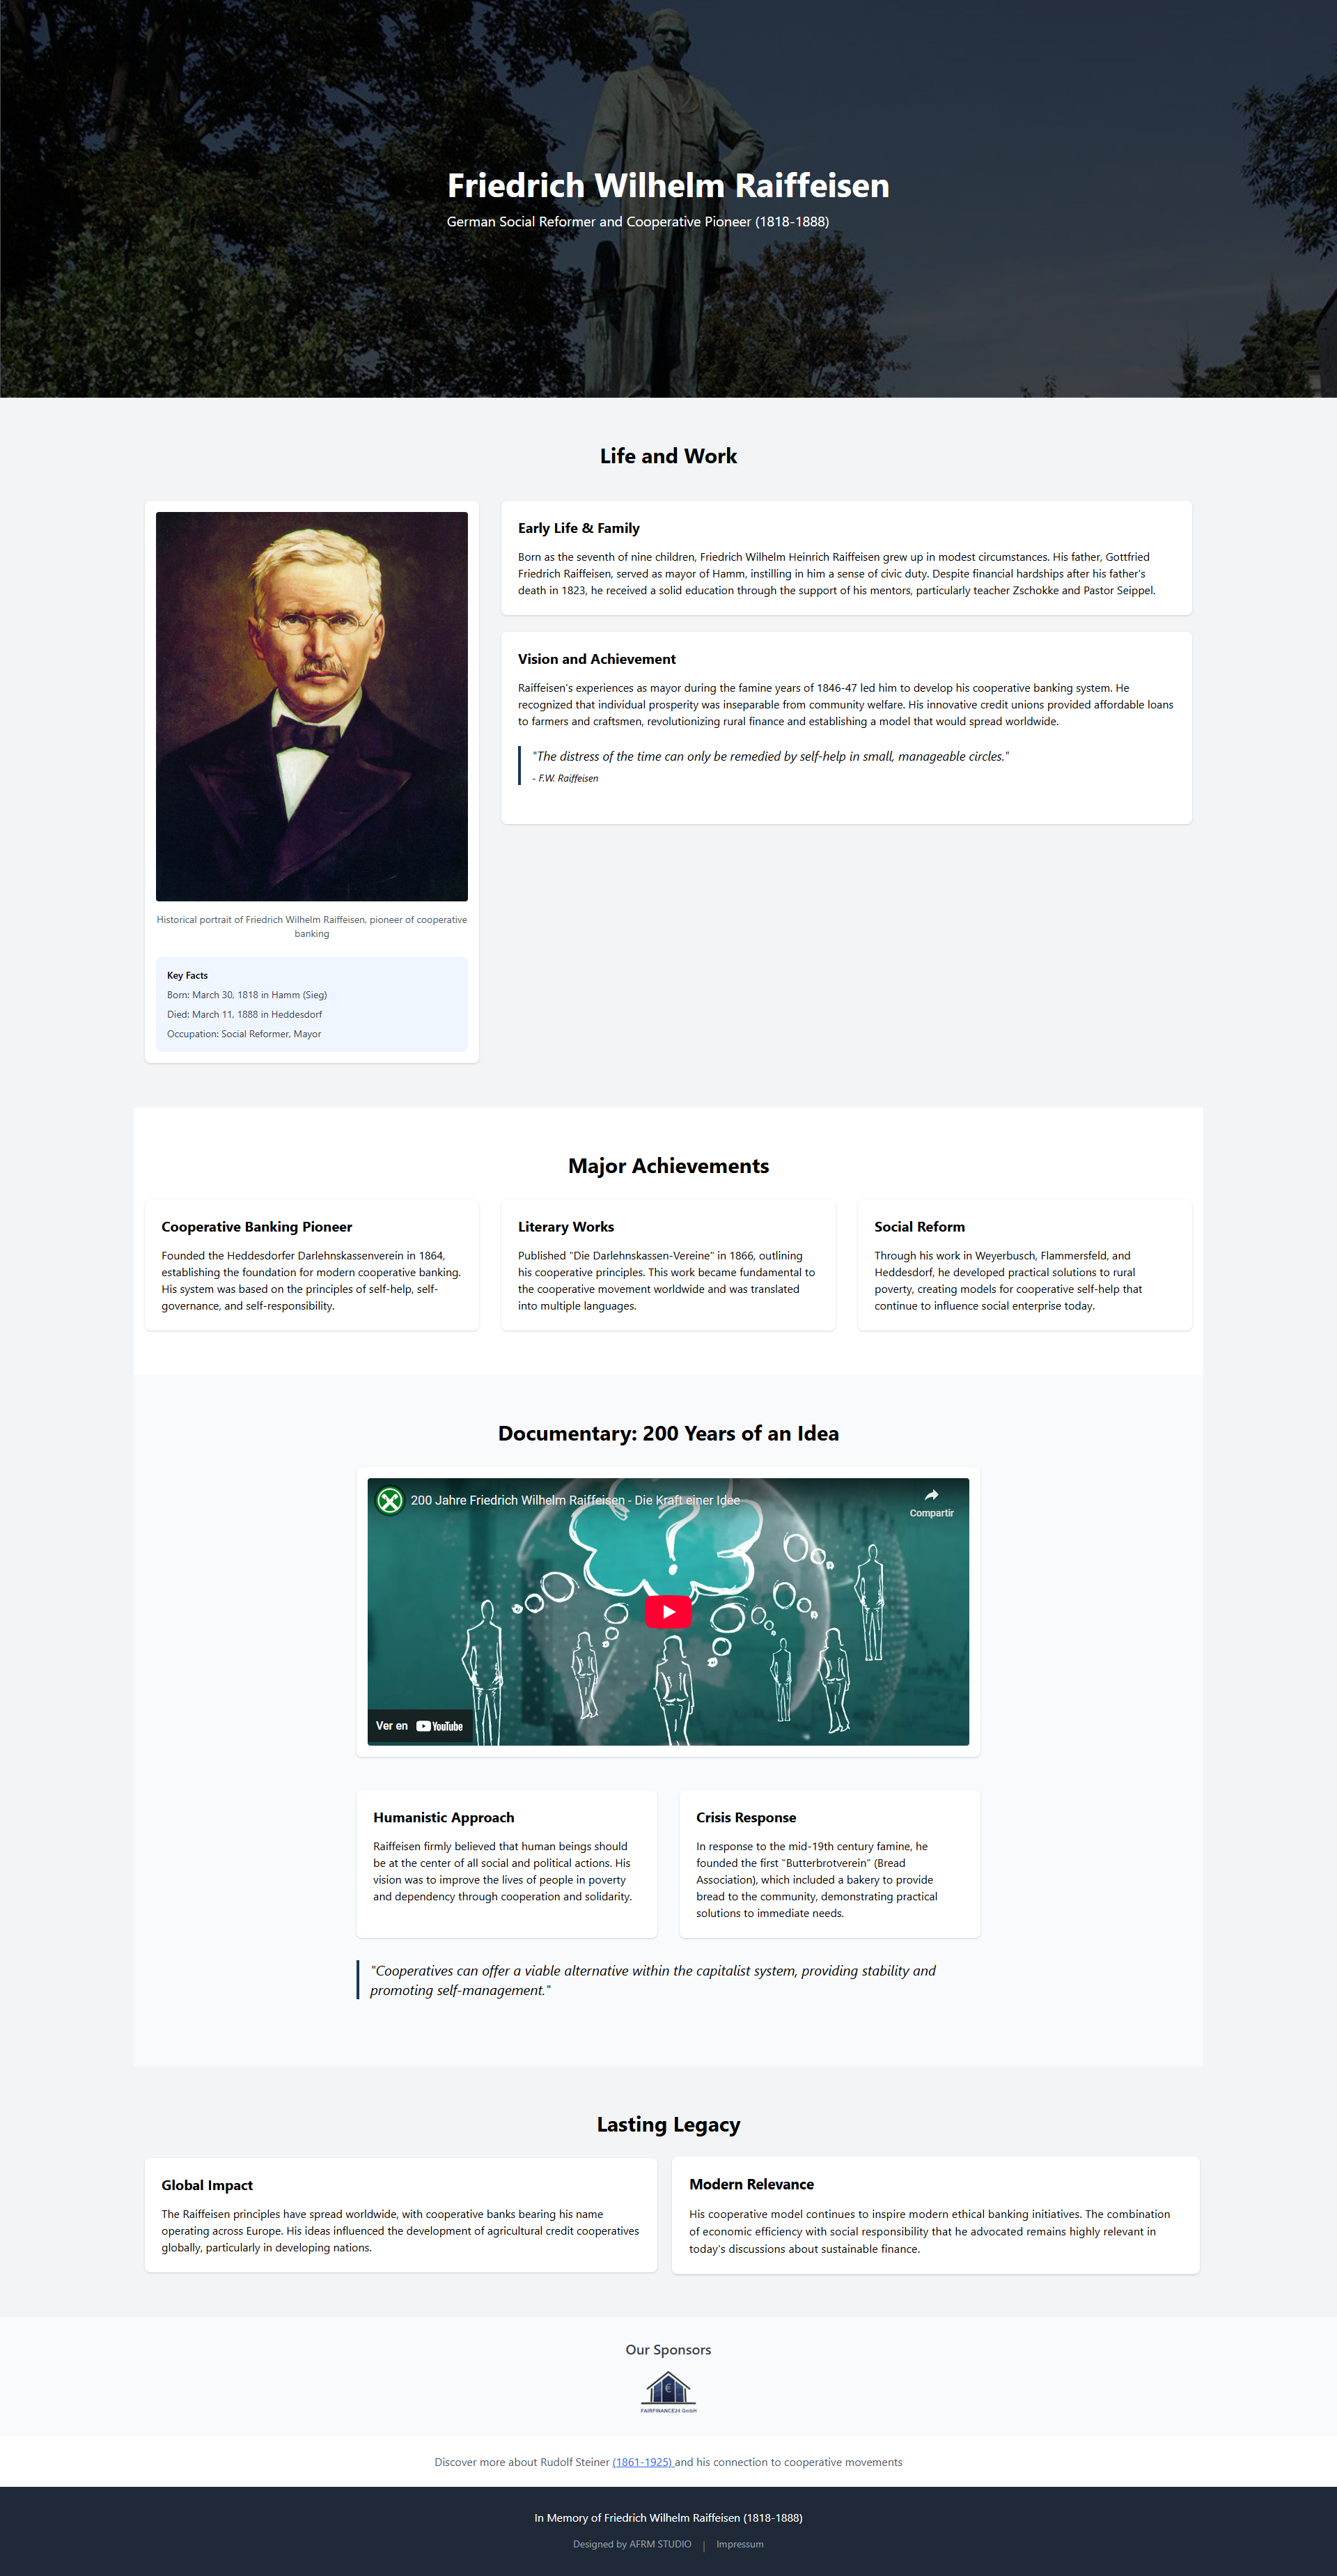 Friedrich Wilhelm Raiffeisen
German Social Reformer and Cooperative Pioneer (1818-1888)
Life and Work
Historical portrait of Friedrich Wilhelm Raiffeisen, pioneer of cooperative
banking
Key Facts
Born: March 30, 1818 in Hamm (Sieg)
Died: March 11, 1888 in Heddesdorf
Occupation: Social Reformer, Mayor
Early Life & Family
Born as the seventh of nine children, Friedrich Wilhelm Heinrich Raiffeisen grew up in modest circumstances. His father, Gottfried
Friedrich Raiffeisen, served as mayor of Hamm, instilling in him a sense of civic duty. Despite financial hardships after his father's
death in 1823, he received a solid education through the support of his mentors, particularly teacher Zschokke and Pastor Seippel.
Vision and Achievement
Raiffeisen's experiences as mayor during the famine years of 1846-47 led him to develop his cooperative banking system. He
recognized that individual prosperity was inseparable from community welfare. His innovative credit unions provided affordable loans
to farmers and craftsmen, revolutionizing rural finance and establishing a model that would spread worldwide.
"The distress of the time can only be remedied by self-help in small, manageable circles."
- F.W. Raiffeisen
Major Achievements
Cooperative Banking Pioneer
Founded the Heddesdorfer Darlehnskassenverein in 1864,
establishing the foundation for modern cooperative banking.
His system was based on the principles of self-help, self-
governance, and self-responsibility.
Literary Works
Published "Die Darlehnskassen-Vereine" in 1866, outlining
his cooperative principles. This work became fundamental to
the cooperative movement worldwide and was translated
into multiple languages.
Social Reform
Through his work in Weyerbusch, Flammersfeld, and
Heddesdorf, he developed practical solutions to rural
poverty, creating models for cooperative self-help that
continue to influence social enterprise today.
Documentary: 200 Years of an Idea
200 Jahre Friedrich Wilhelm Raiffeisen - Die Kraft einer Idee
Compartir
?
Ver en YouTube
Humanistic Approach
Raiffeisen firmly believed that human beings should
be at the center of all social and political actions. His
vision was to improve the lives of people in poverty
and dependency through cooperation and solidarity.
Crisis Response
In response to the mid-19th century famine, he
founded the first "Butterbrotverein" (Bread
Association), which included a bakery to provide
bread to the community, demonstrating practical
solutions to immediate needs.
"Cooperatives can offer a viable alternative within the capitalist system, providing stability and
promoting self-management."
Lasting Legacy
Global Impact
The Raiffeisen principles have spread worldwide, with cooperative banks bearing his name
operating across Europe. His ideas influenced the development of agricultural credit cooperatives
globally, particularly in developing nations.
Modern Relevance
His cooperative model continues to inspire modern ethical banking initiatives. The combination
of economic efficiency with social responsibility that he advocated remains highly relevant in
today's discussions about sustainable finance.
Our Sponsors
€
FAIRFINANCE24 GmbH
Discover more about Rudolf Steiner (1861-1925) and his connection to cooperative movements
In Memory of Friedrich Wilhelm Raiffeisen (1818-1888)
Designed by AFRM STUDIO | Impressum